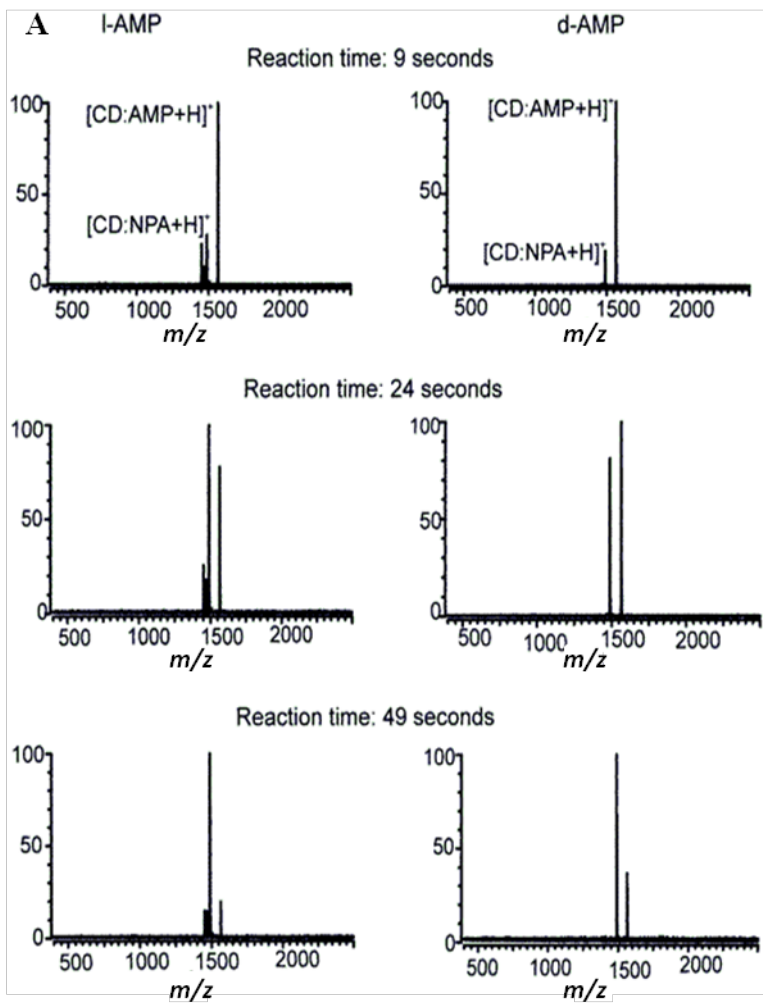 A
l-AMP d-AMP
Reaction time: 9 seconds
100 [CD:AMP+H]+ 100 [CD:AMP+H]+
50 50
[CD:NPA+H]+ [CD:NPA+H]+
0 0
500 1000 1500 2000 500 1000 1500 2000
m/z m/z
Reaction time: 24 seconds
100 100
50 50
0 0
500 1000 1500 2000 500 1000 1500 2000
m/z m/z
Reaction time: 49 seconds
100 100
50 50
0 0
500 1000 1500 2000 500 1000 1500 2000
m/z m/z